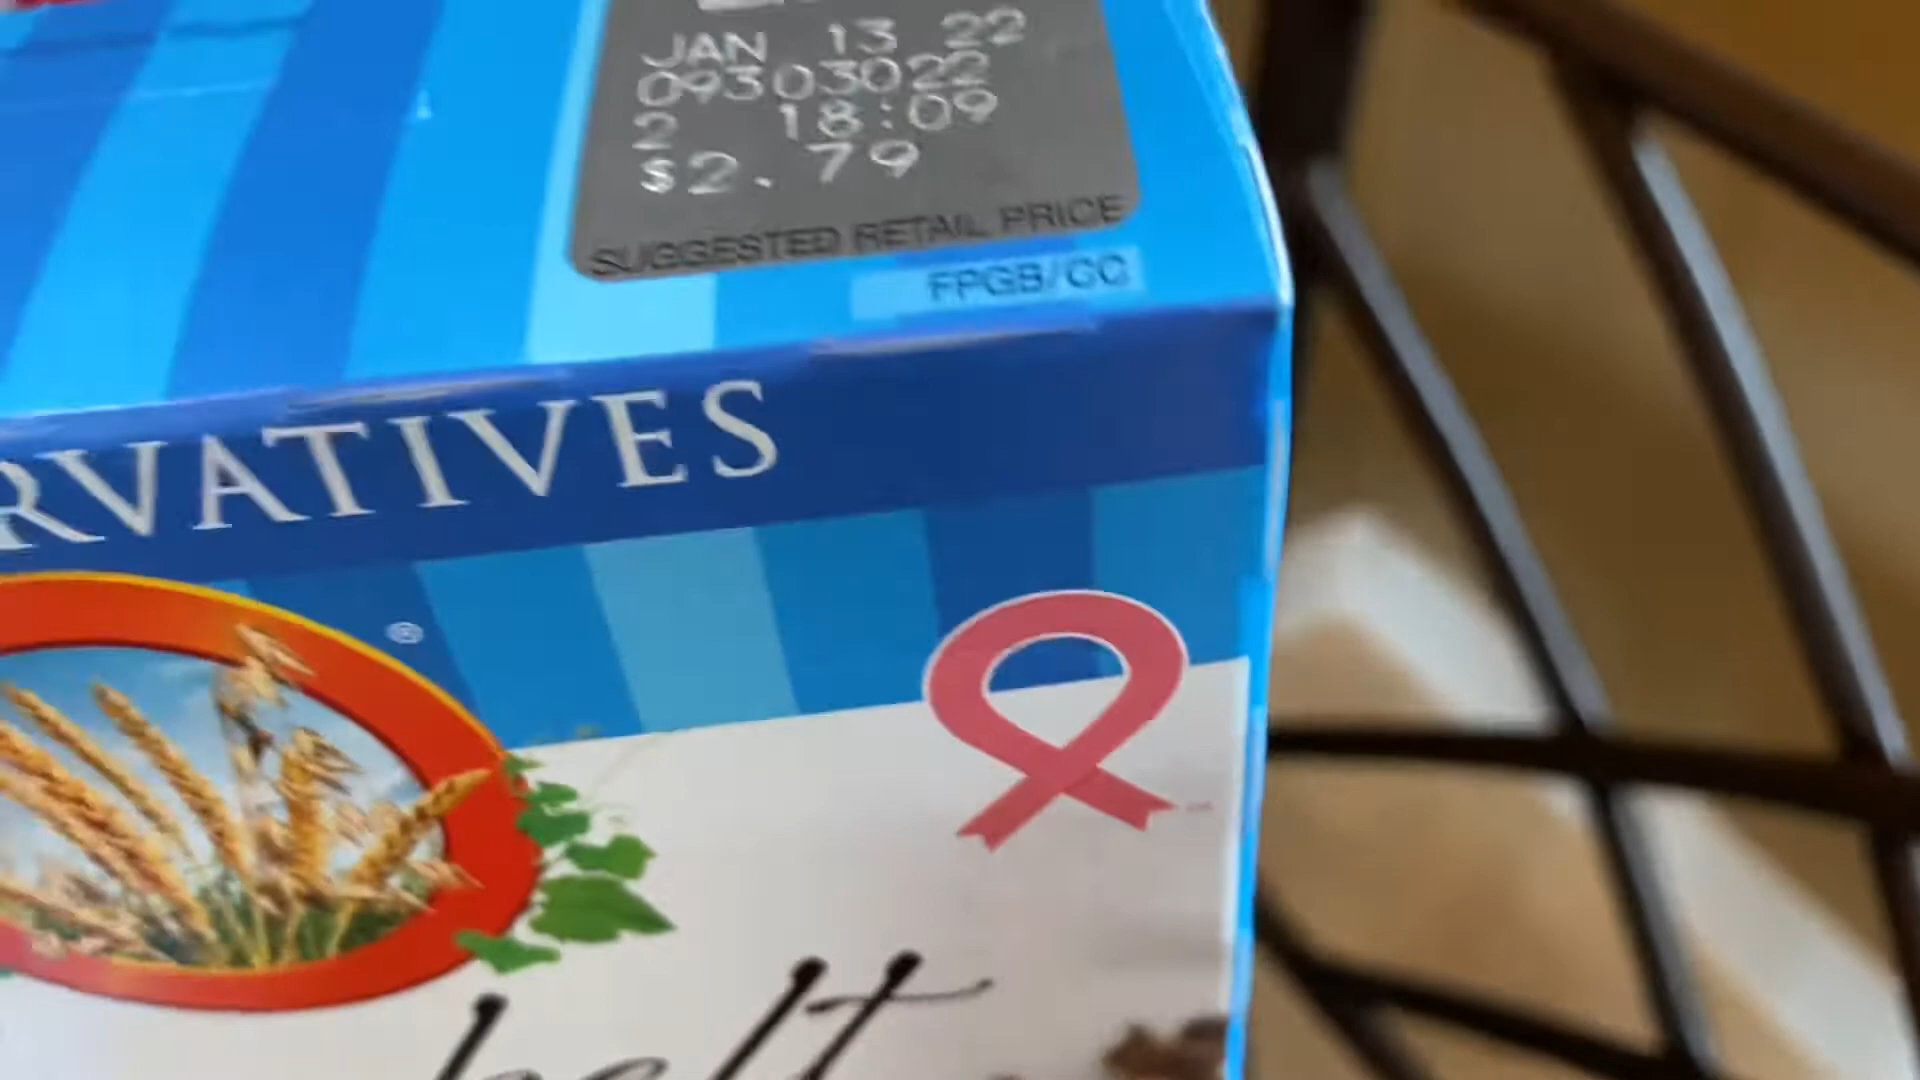 JAN 13 22
09303022
2 18:09
$2.79
SUGGESTED RETAIL PRICE
FPGB/CC
RVATIVES
®